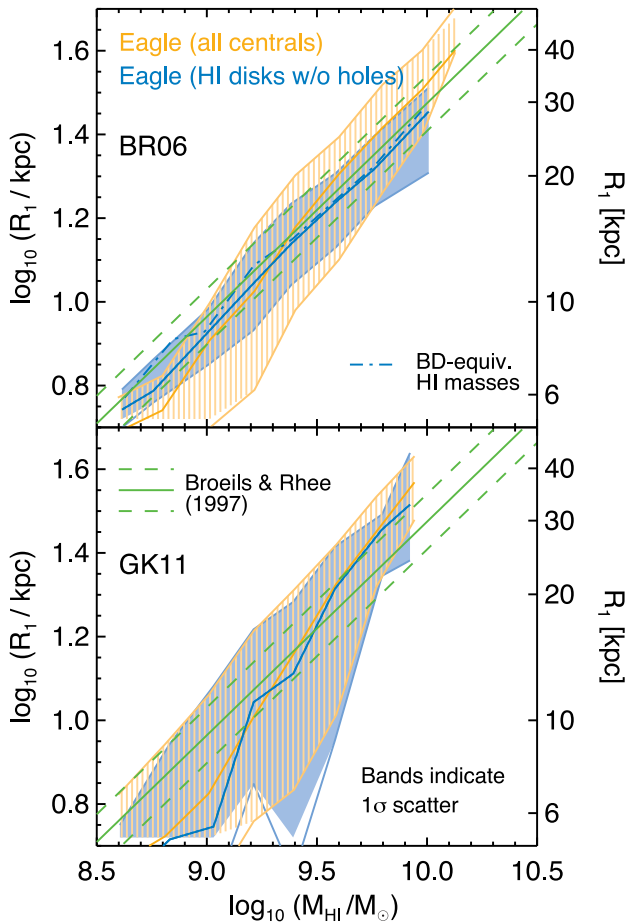 Eagle (all centrals)
Eagle (HI disks w/o holes)
BR06
BD-equiv.
HI masses
log₁₀ (R₁ / kpc)
1.6
1.4
1.2
1.0
0.8
R₁ [kpc]
40
30
20
10
6
Broeils & Rhee
(1997)
GK11
Bands indicate
1σ scatter
log₁₀ (R₁ / kpc)
1.6
1.4
1.2
1.0
0.8
R₁ [kpc]
40
30
20
10
6
8.5 9.0 9.5 10.0 10.5
log₁₀ (M_HI/M_⊙)